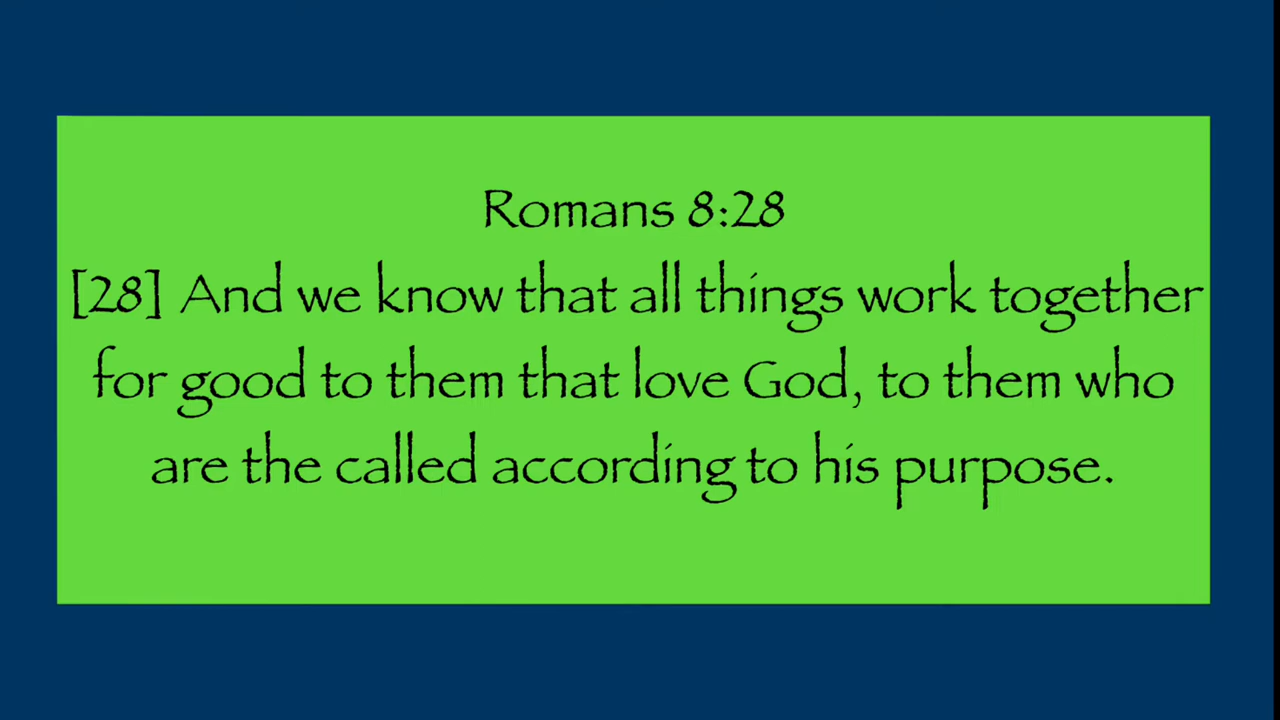 Romans 8:28
[28] And we know that all things work together
for good to them that love God, to them who
are the called according to his purpose.